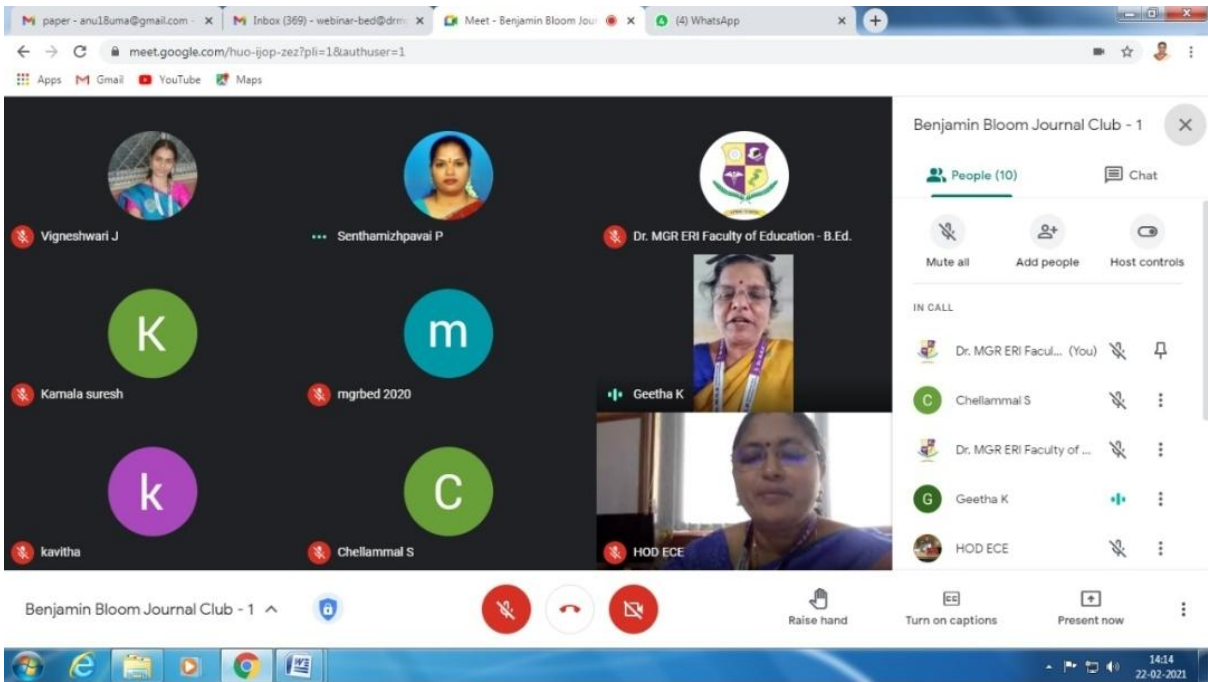 paper - anu18uma@gmail.com -
Inbox (369) - webinar-bed@drm
Meet - Benjamin Bloom Jour
(4) WhatsApp
meet.google.com/huo-ijop-zez?pli=1&authuser=1
Apps
Gmail
YouTube
Maps
Vigneshwari J
Senthamizhpavai P
Dr. MGR ERI Faculty of Education - B.Ed.
K
Kamala suresh
m
mgrbed 2020
Geetha K
k
kavitha
C
Chellammal S
HOD ECE
Benjamin Bloom Journal Club - 1
People (10)
Chat
Mute all
Add people
Host controls
IN CALL
Dr. MGR ERI Facul... (You)
C
Chellammal S
Dr. MGR ERI Faculty of ...
G
Geetha K
HOD ECE
Benjamin Bloom Journal Club - 1
Raise hand
CC
Turn on captions
Present now
14:14
22-02-2021